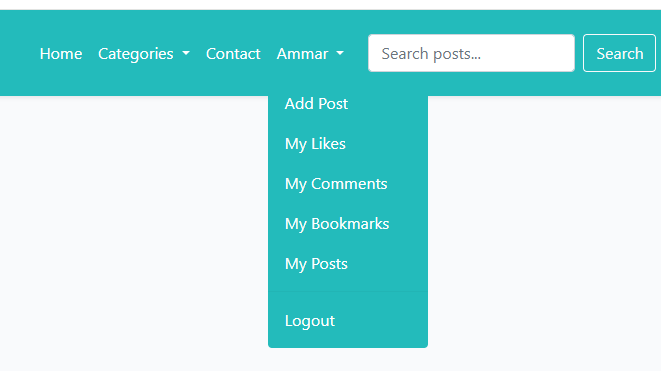 Home Categories Contact Ammar Search posts... Search
Add Post
My Likes
My Comments
My Bookmarks
My Posts
Logout